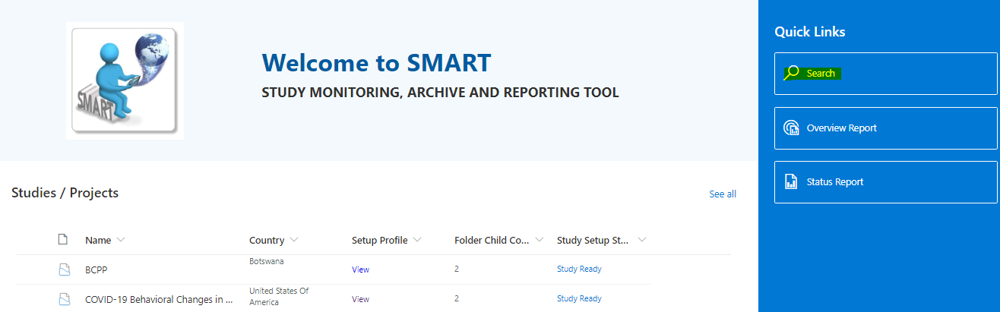 SMART
Welcome to SMART
STUDY MONITORING, ARCHIVE AND REPORTING TOOL
Quick Links
Search
Overview Report
Status Report
Studies / Projects
See all
Name Country Setup Profile Folder Child Co... Study Setup St...
BCPP Botswana View 2 Study Ready
COVID-19 Behavioral Changes in ... United States Of View 2 Study Ready
America